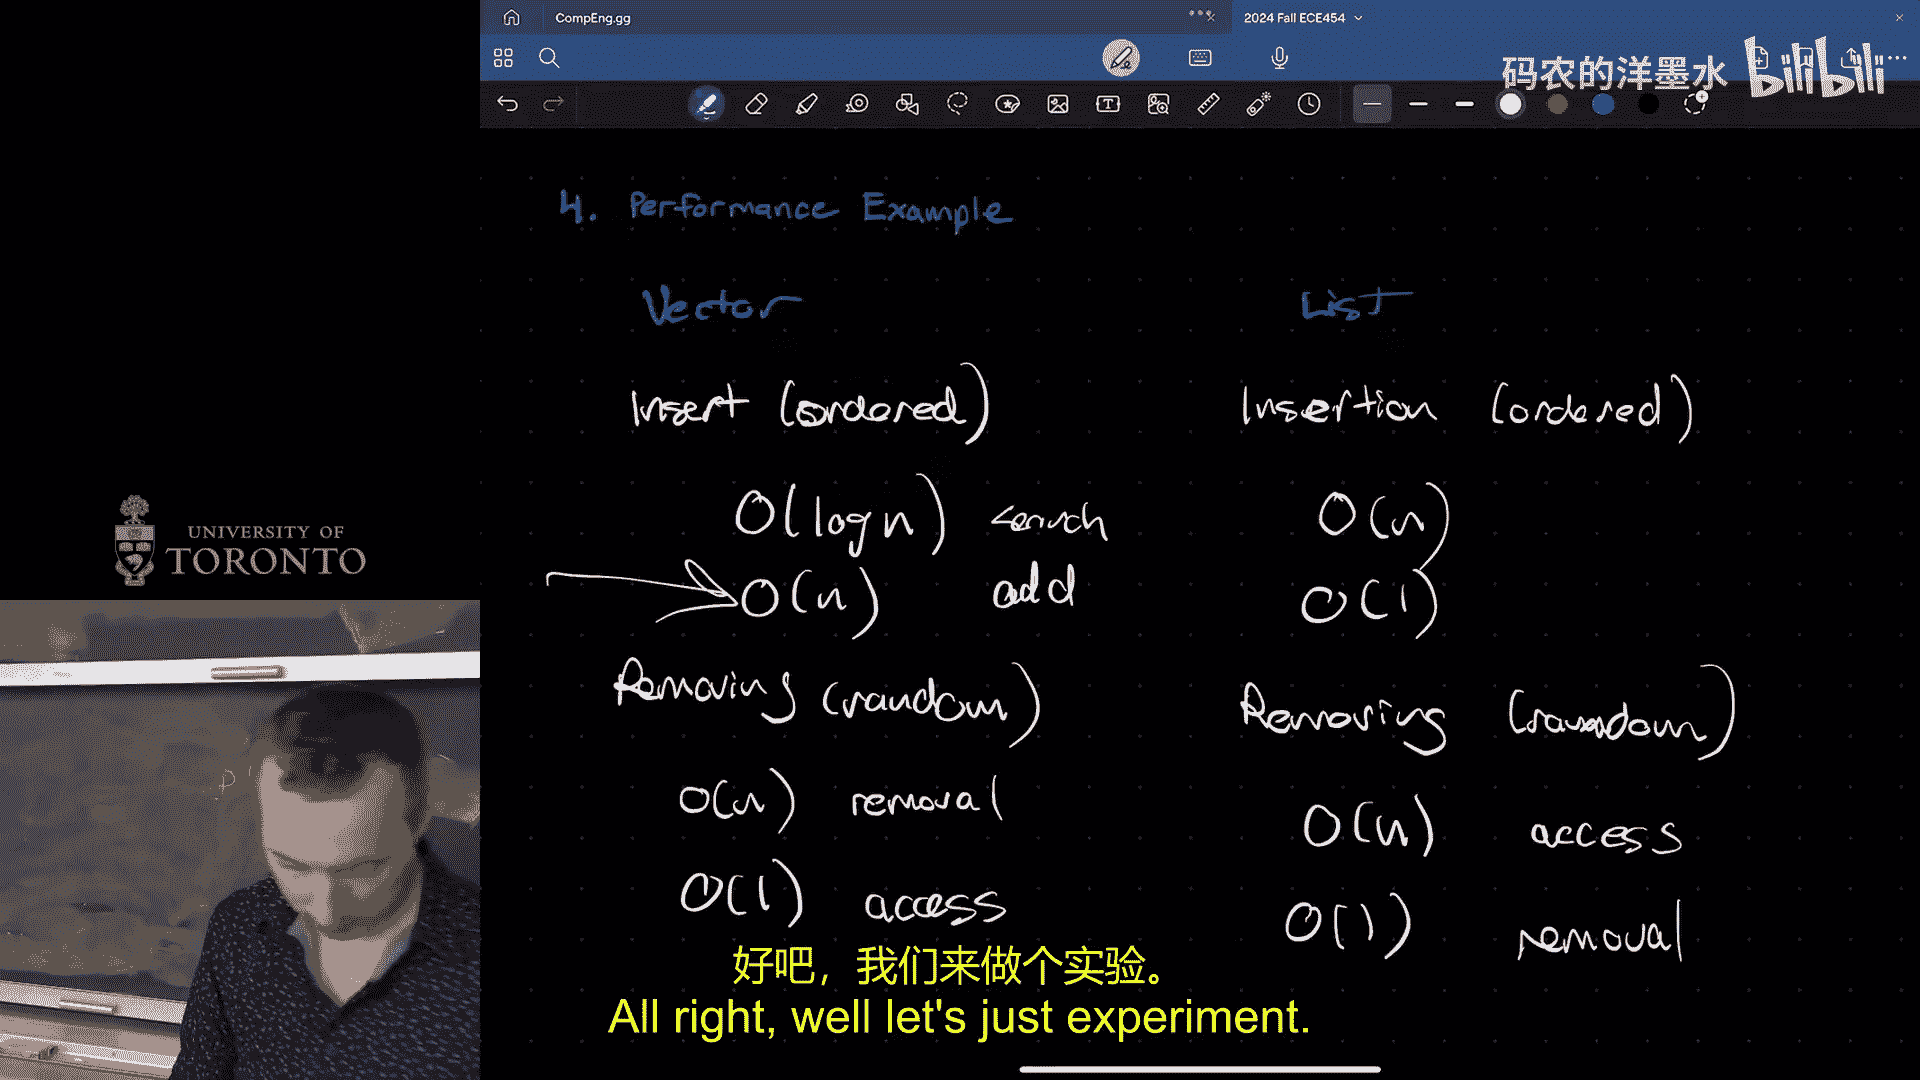 CompEng.gg
2024 Fall ECE454
码农的洋墨水 bilibili
4. Performance Example
Vector
List
Insert (ordered)
Insertion (ordered)
O(log n) search
O(n)
O(n) add
O(1)
Removing (random)
Removing (random)
O(n) removal
O(n) access
O(1) access
O(1) removal
UNIVERSITY OF
TORONTO
好吧，我们来做个实验。
All right, well let's just experiment.